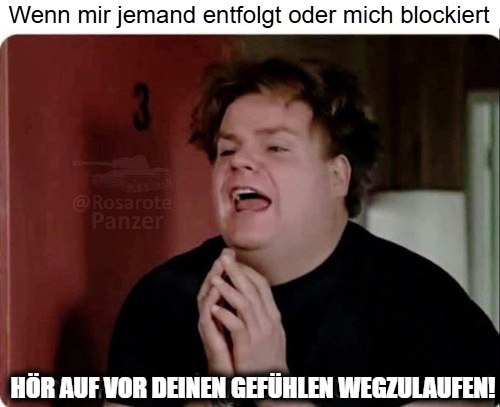 Wenn mir jemand entfolgt oder mich blockiert
3
@Rosarote
Panzer
HÖR AUF VOR DEINEN GEFÜHLEN WEGZULAUFEN!